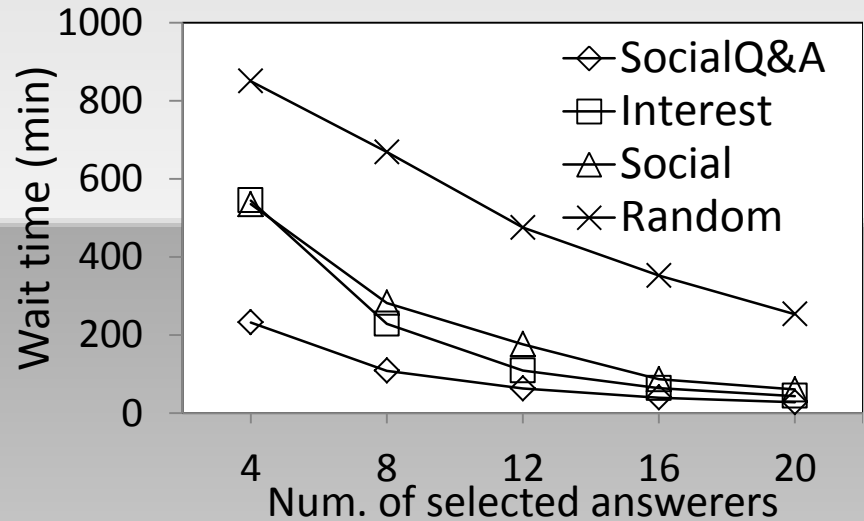 1000
800
600
400
200
0
Wait time (min)
SocialQ&A
Interest
Social
Random
4 8 12 16 20
Num. of selected answerers